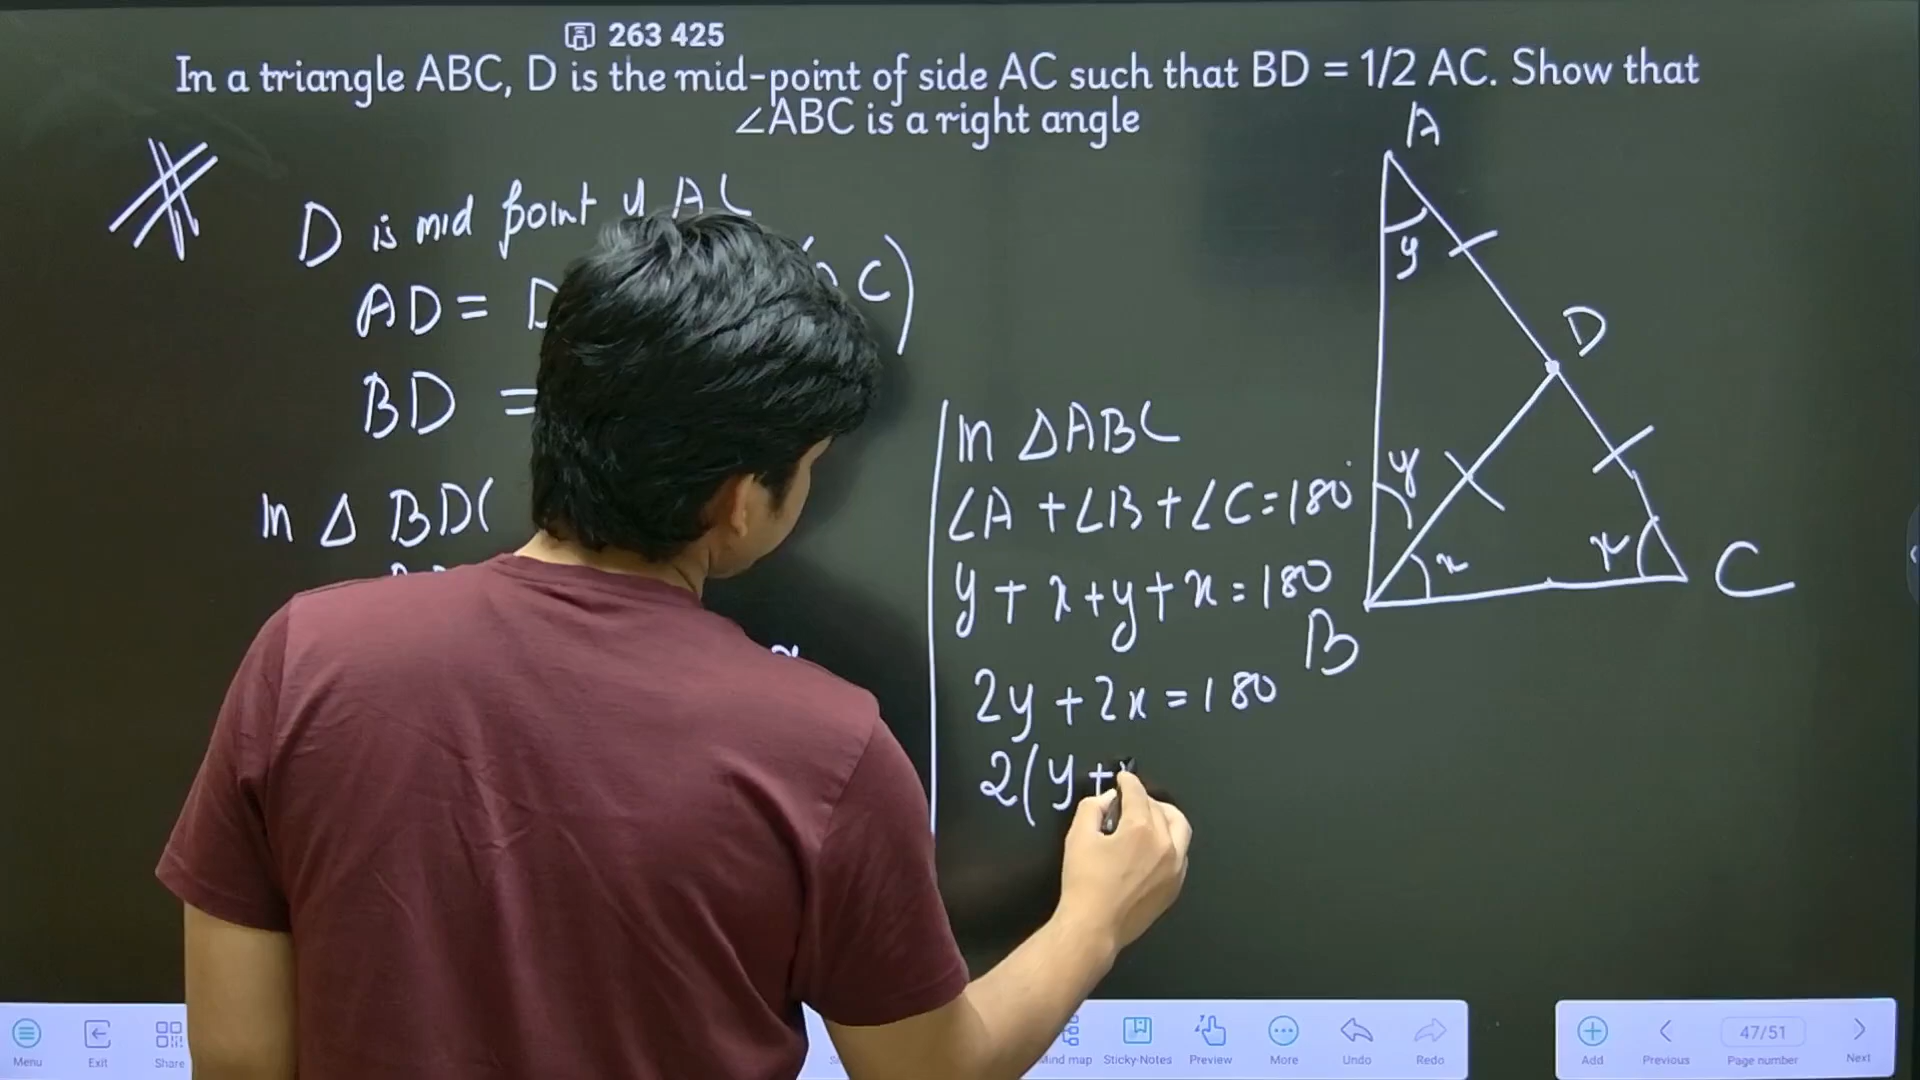 263 425
In a triangle ABC, D is the mid-point of side AC such that BD = 1/2 AC. Show that
∠ABC is a right angle
D is mid point of AC
AD = D
C)
BD =
In △ BDC
In △ABC
∠A + ∠B + ∠C = 180°
y + x + y + x = 180
2y + 2x = 180
2(y +
A
y
D
y
x
x
C
B
Menu
Exit
Share
Mind map
Sticky-Notes
Preview
More
Undo
Redo
Add
Previous
47/51
Page number
Next